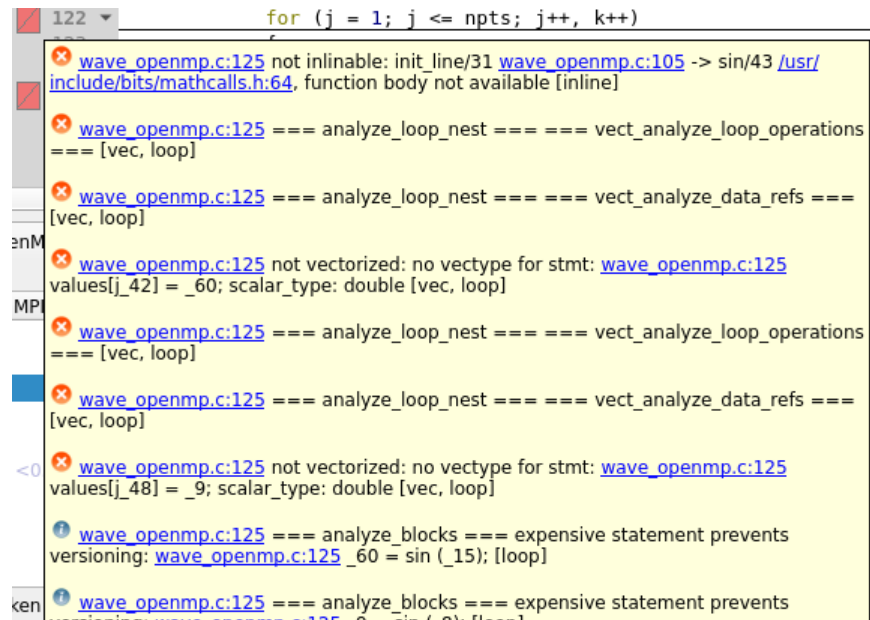 122 for (j = 1; j <= npts; j++, k++)
wave_openmp.c:125 not inlinable: init_line/31 wave_openmp.c:105 -> sin/43 /usr/
include/bits/mathcalls.h:64, function body not available [inline]
wave_openmp.c:125 === analyze_loop_nest === === vect_analyze_loop_operations
=== [vec, loop]
wave_openmp.c:125 === analyze_loop_nest === === vect_analyze_data_refs ===
[vec, loop]
enM
wave_openmp.c:125 not vectorized: no vectype for stmt: wave_openmp.c:125
values[j_42] = _60; scalar_type: double [vec, loop]
MPI
wave_openmp.c:125 === analyze_loop_nest === === vect_analyze_loop_operations
=== [vec, loop]
wave_openmp.c:125 === analyze_loop_nest === === vect_analyze_data_refs ===
[vec, loop]
<0
wave_openmp.c:125 not vectorized: no vectype for stmt: wave_openmp.c:125
values[j_48] = _9; scalar_type: double [vec, loop]
wave_openmp.c:125 === analyze_blocks === expensive statement prevents
versioning: wave_openmp.c:125 _60 = sin (_15); [loop]
ken
wave_openmp.c:125 === analyze_blocks === expensive statement prevents